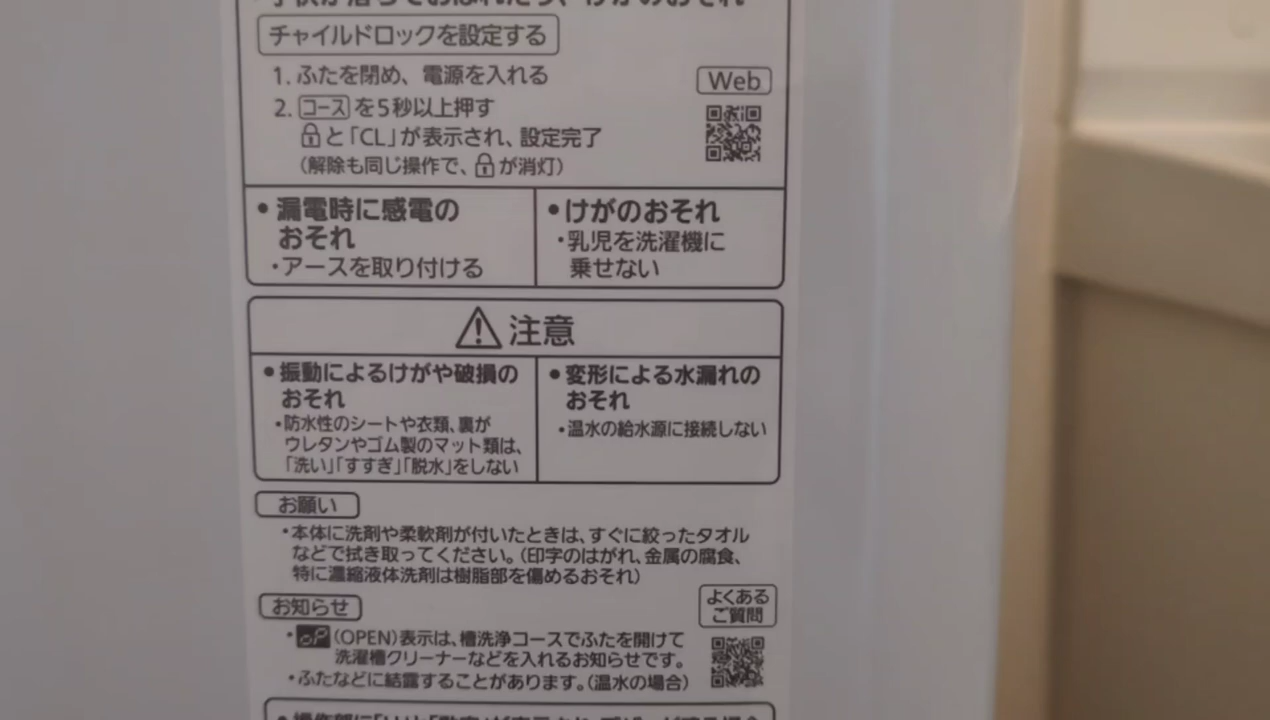 チャイルドロックを設定する
1. ふたを閉め、電源を入れる
Web
2. コース を5秒以上押す
と「CL」が表示され、設定完了
(解除も同じ操作で、が消灯)
• 漏電時に感電の
おそれ
・アースを取り付ける
• けがのおそれ
・乳児を洗濯機に
乗せない
注意
• 振動によるけがや破損の
おそれ
・防水性のシートや衣類、裏が
ウレタンやゴム製のマット類は、
「洗い」「すすぎ」「脱水」をしない
• 変形による水漏れの
おそれ
・温水の給水源に接続しない
お願い
・本体に洗剤や柔軟剤が付いたときは、すぐに絞ったタオル
などで拭き取ってください。(印字のはがれ、金属の腐食、
特に濃縮液体洗剤は樹脂部を傷めるおそれ)
お知らせ
よくある
ご質問
・(OPEN)表示は、槽洗浄コースでふたを開けて
洗濯槽クリーナーなどを入れるお知らせです。
・ふたなどに結露することがあります。(温水の場合)